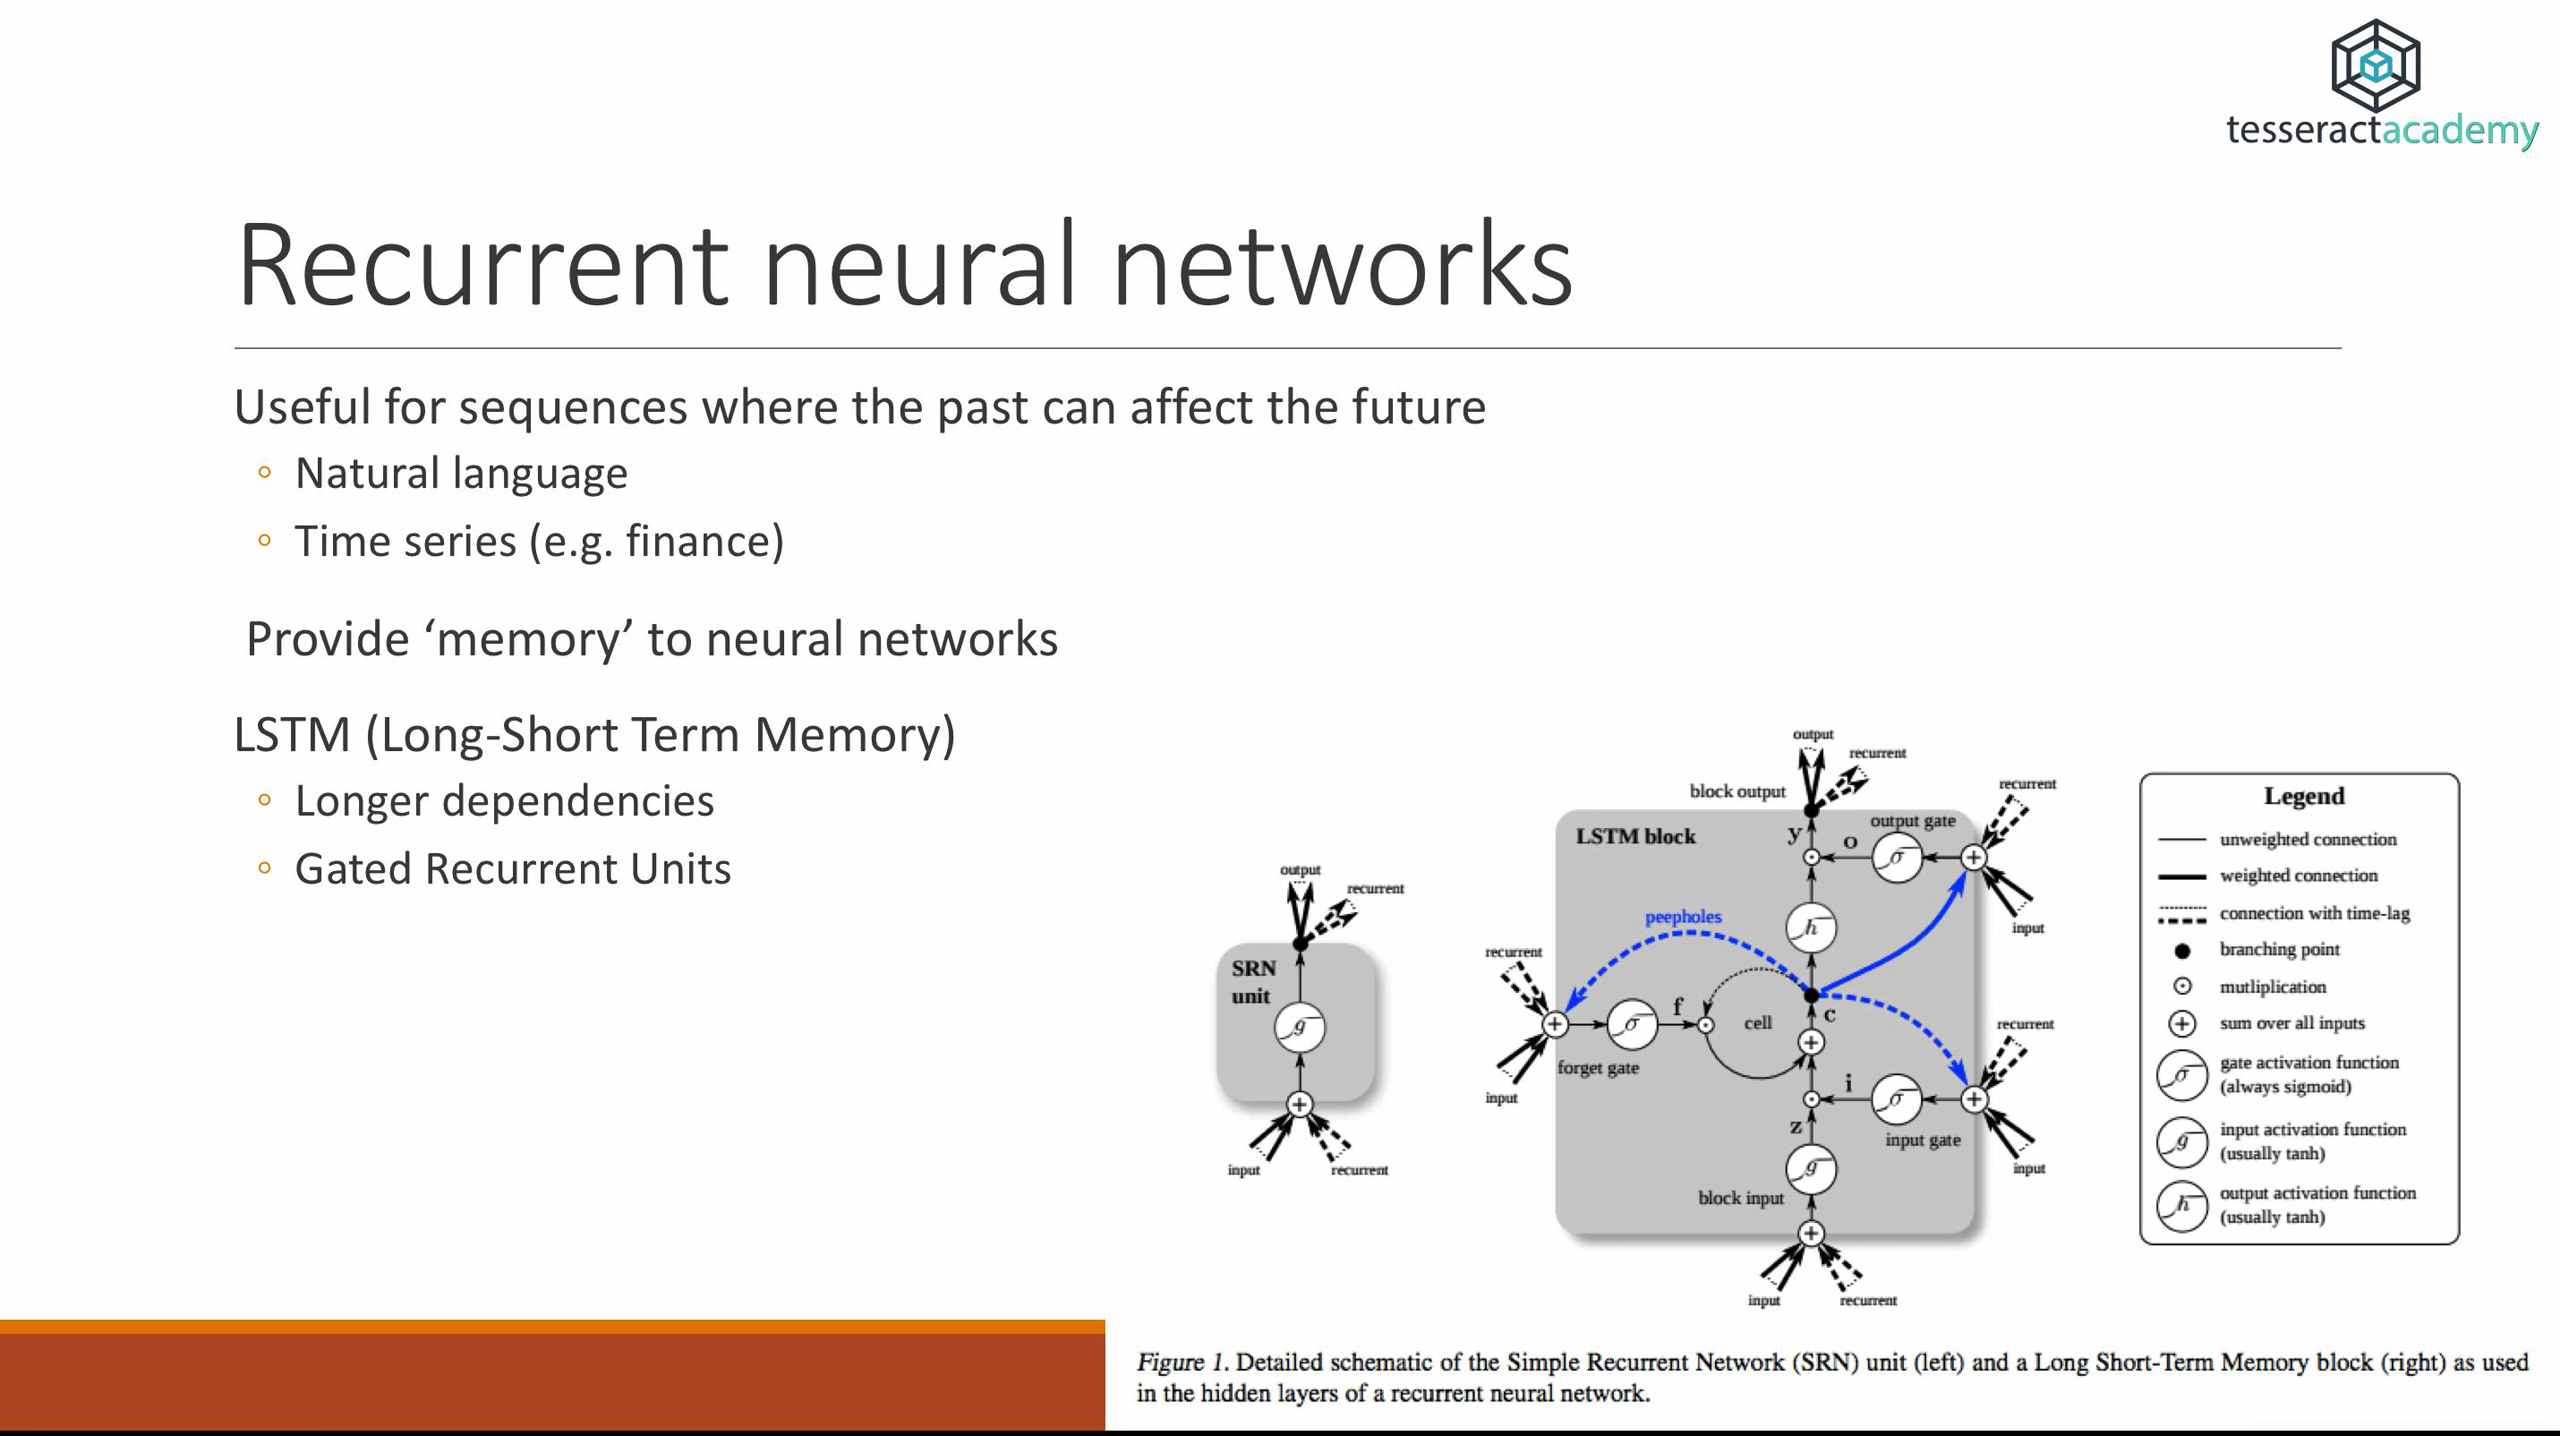 tesseractacademy
Recurrent neural networks
Useful for sequences where the past can affect the future
◦ Natural language
◦ Time series (e.g. finance)
Provide ‘memory’ to neural networks
LSTM (Long-Short Term Memory)
◦ Longer dependencies
◦ Gated Recurrent Units
output
recurrent
SRN
unit
g
input
recurrent
output
recurrent
block output
LSTM block
y
o
output gate
σ
recurrent
input
h
peepholes
recurrent
f
σ
cell
c
forget gate
input
recurrent
i
σ
z
input gate
input
g
block input
input
recurrent
Legend
unweighted connection
weighted connection
connection with time-lag
branching point
mutliplication
sum over all inputs
σ
gate activation function
(always sigmoid)
g
input activation function
(usually tanh)
h
output activation function
(usually tanh)
Figure 1. Detailed schematic of the Simple Recurrent Network (SRN) unit (left) and a Long Short-Term Memory block (right) as used
in the hidden layers of a recurrent neural network.